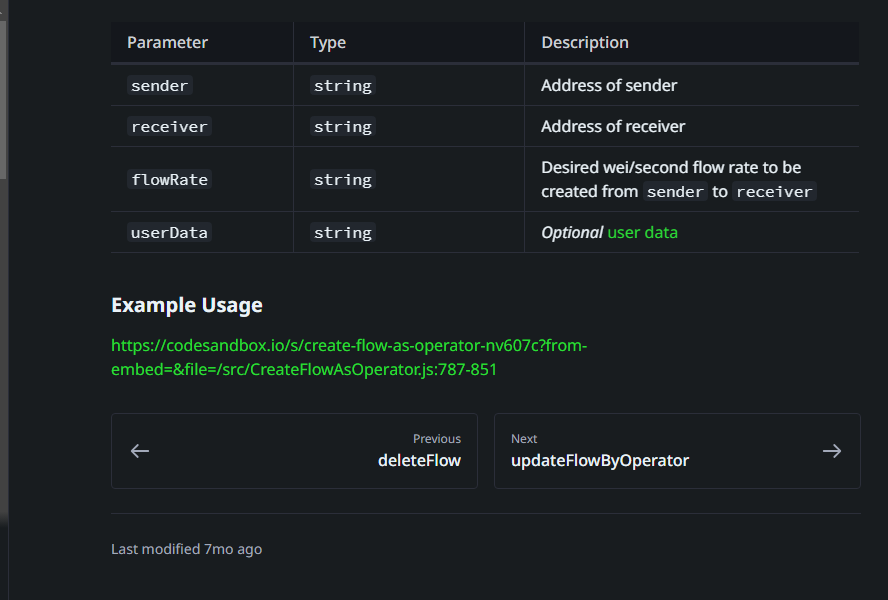 Parameter Type Description
sender string Address of sender
receiver string Address of receiver
flowRate string Desired wei/second flow rate to be
created from sender to receiver
userData string Optional user data
Example Usage
https://codesandbox.io/s/create-flow-as-operator-nv607c?from-
embed=&file=/src/CreateFlowAsOperator.js:787-851
Previous
deleteFlow
Next
updateFlowByOperator
Last modified 7mo ago